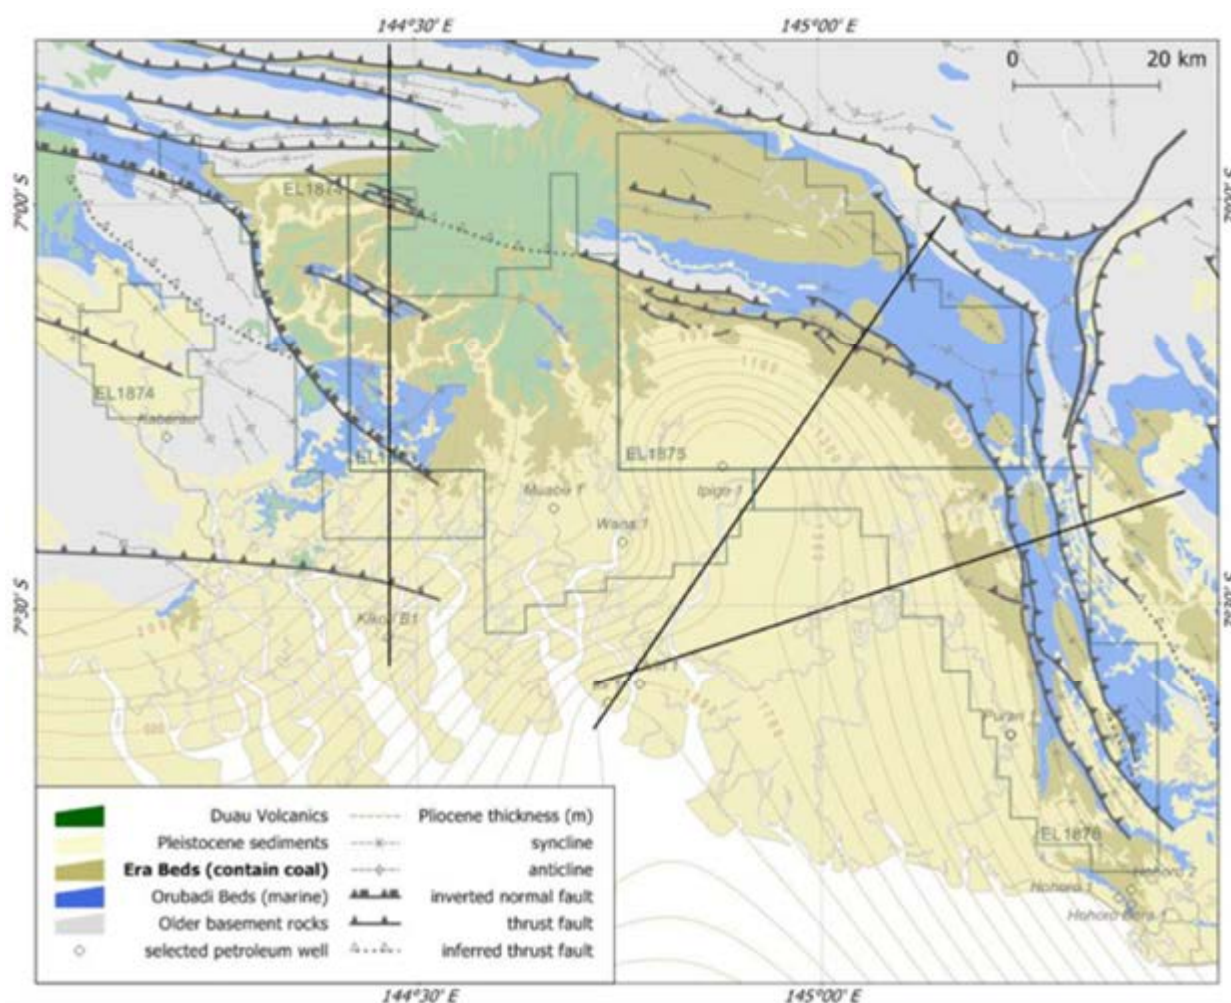 144°30' E
145°00' E
0
20 km
7°00' S
EL1874
1100
EL1874
Kaberau
EL1875
Muabu 1
Ipigo 1
Wana 1
7°30' S
Kikori B1
Puran 1
EL1876
Hohoro 1
Hohoro 2
Duau Volcanics
Pliocene thickness (m)
Pleistocene sediments
syncline
Era Beds (contain coal)
anticline
Orubadi Beds (marine)
inverted normal fault
Older basement rocks
thrust fault
selected petroleum well
inferred thrust fault
144°30' E
145°00' E